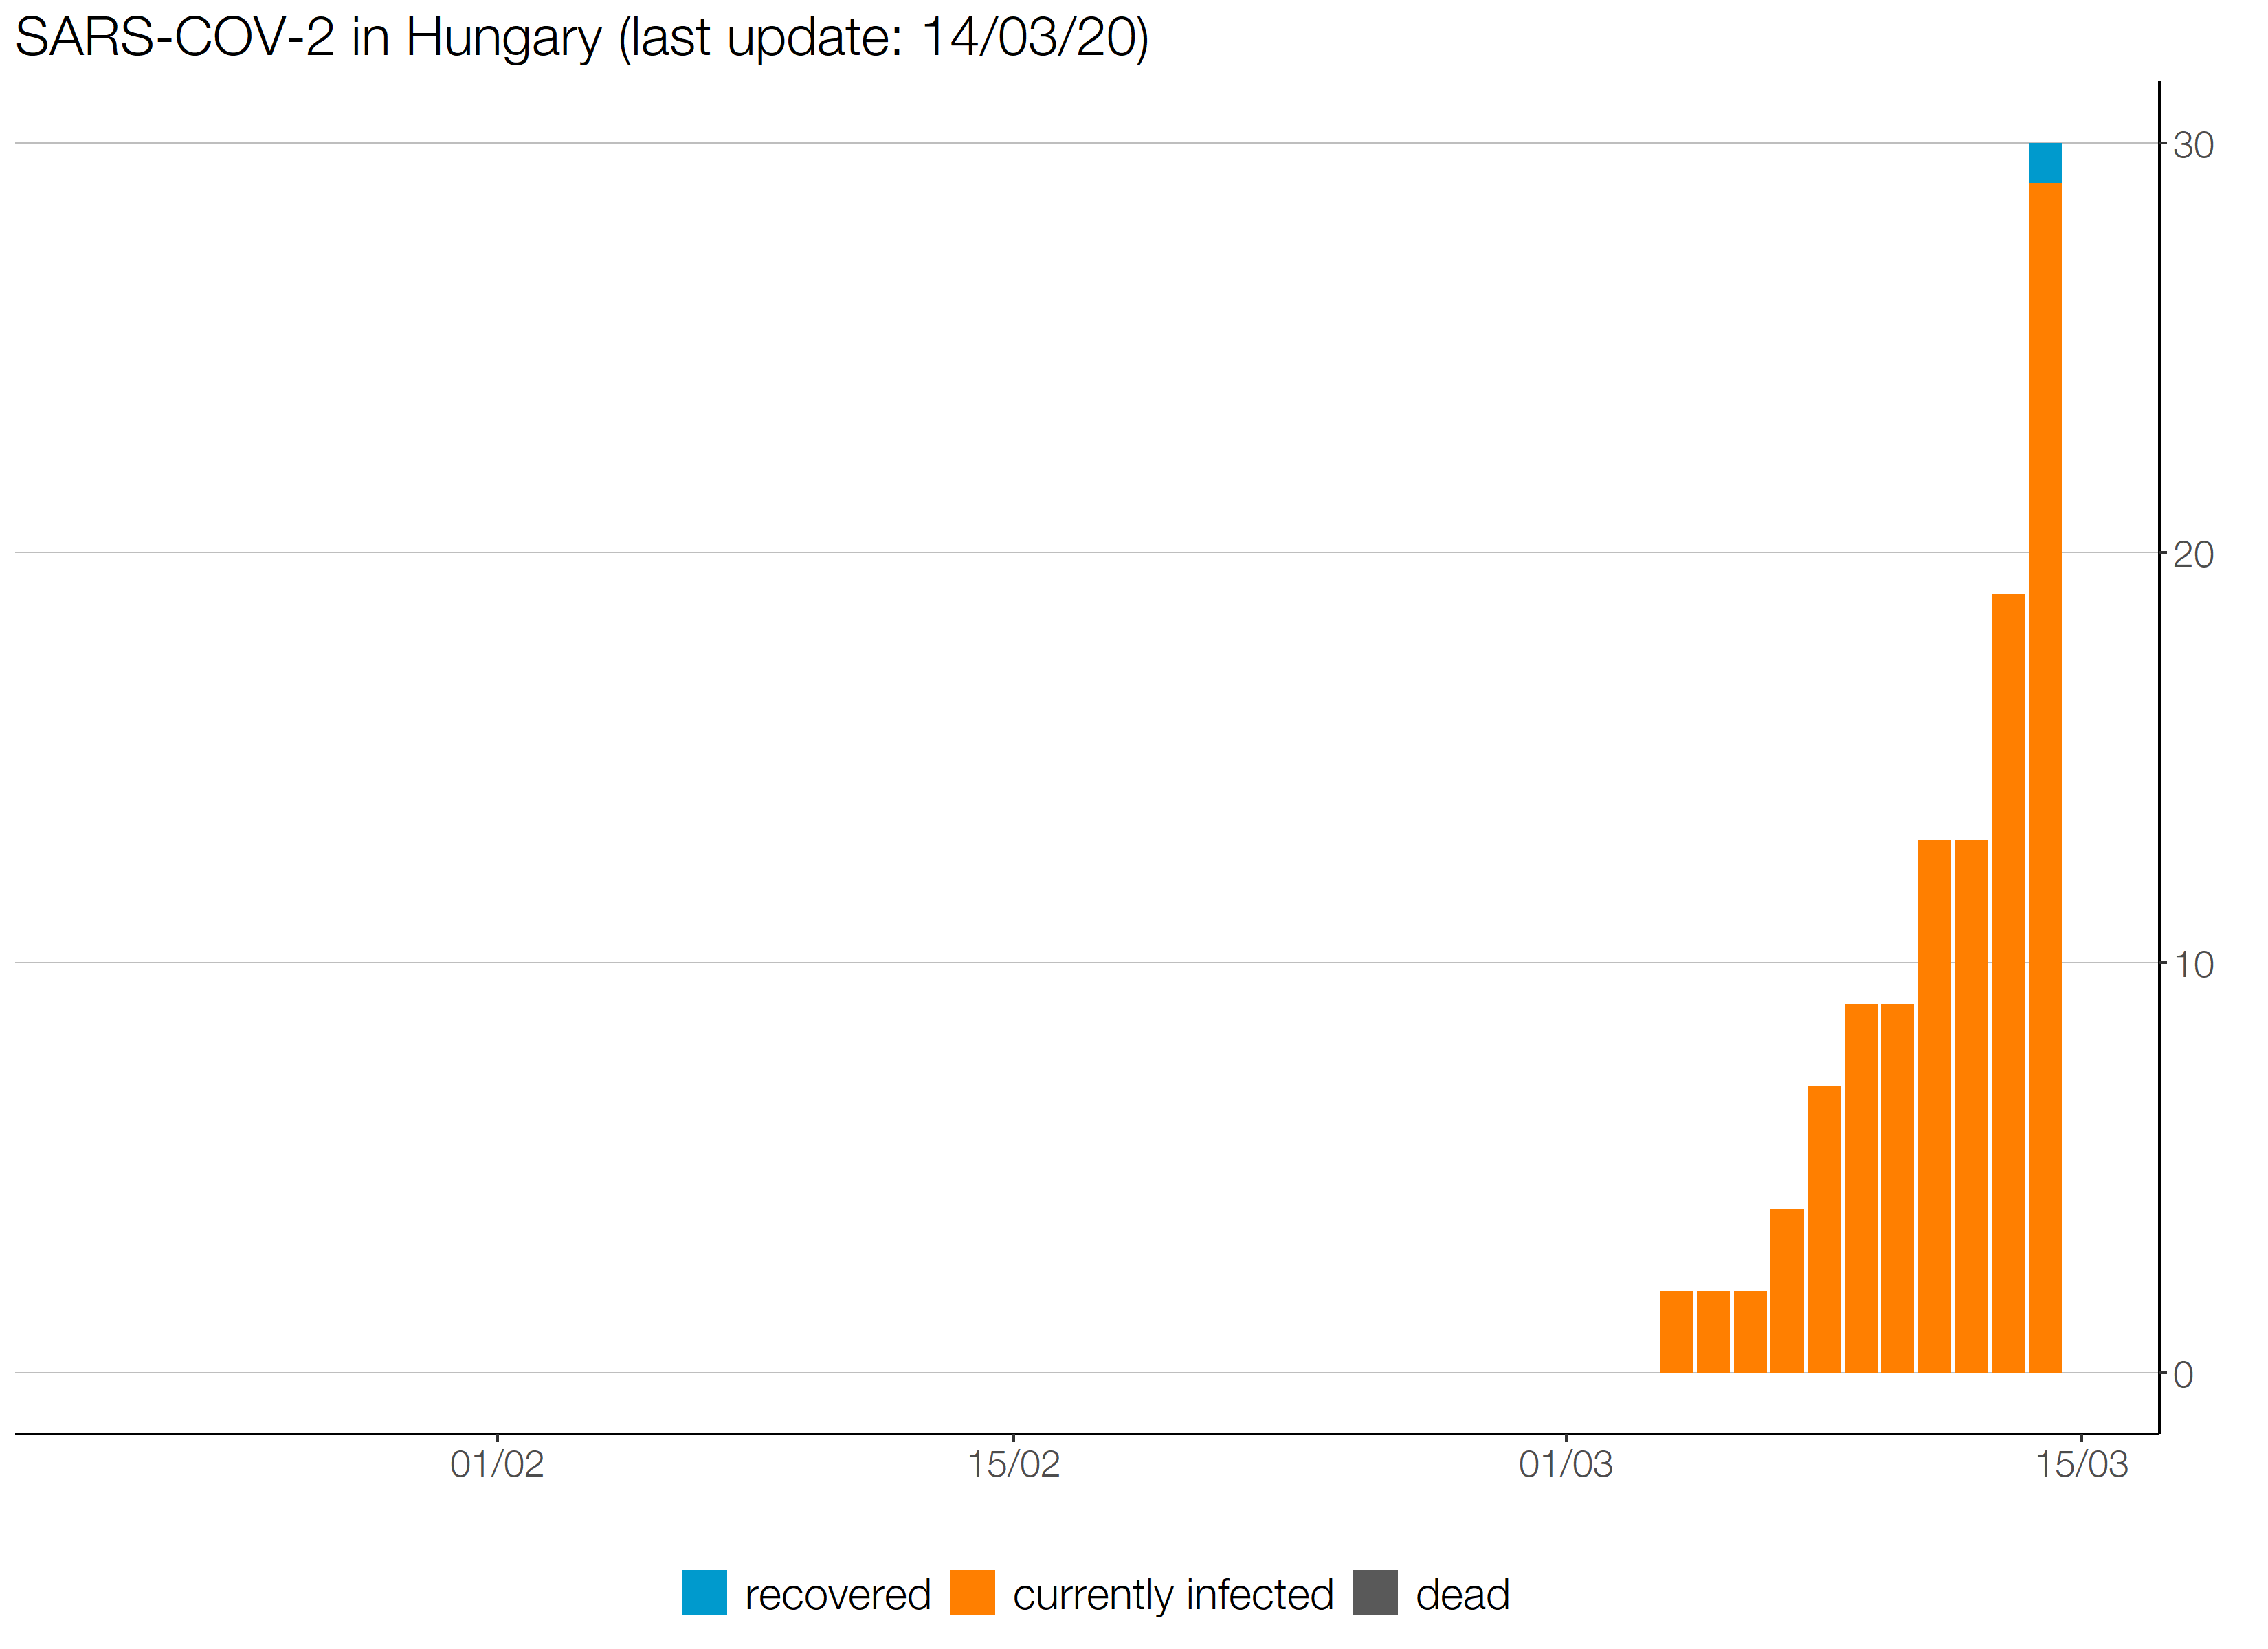 SARS-COV-2 in Hungary (last update: 14/03/20)
30
20
10
0
01/02 15/02 01/03 15/03
recovered currently infected dead